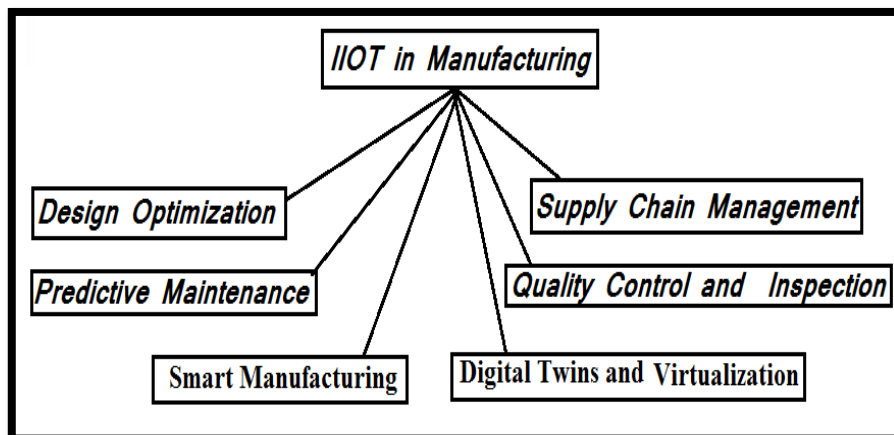 IIOT in Manufacturing
Design Optimization
Supply Chain Management
Predictive Maintenance
Quality Control and Inspection
Smart Manufacturing
Digital Twins and Virtualization